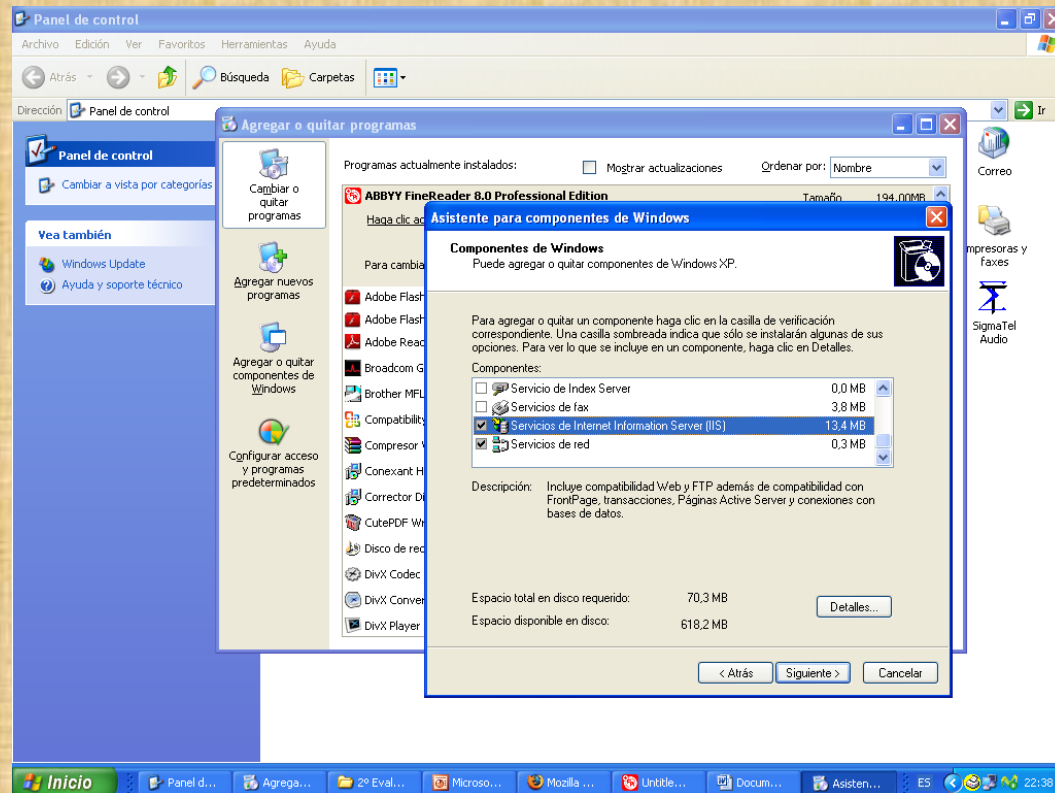 Panel de control
Archivo Edición Ver Favoritos Herramientas Ayuda
Atrás Búsqueda Carpetas
Dirección Panel de control Ir
Panel de control
Cambiar a vista por categorías
Vea también
Windows Update
Ayuda y soporte técnico
Correo
faxes
SigmaTel
Audio
Agregar o quitar programas
Cambiar o
quitar
programas
Agregar nuevos
programas
Agregar o quitar
componentes de
Windows
Configurar acceso
y programas
predeterminados
Programas actualmente instalados: Mostrar actualizaciones Ordenar por: Nombre
ABBYY FineReader 8.0 Professional Edition Tamaño 194,00MB
Haga clic
Para cambia
Adobe Flash
Adobe Flash
Adobe Read
Broadcom G
Brother MFL
Compatibility
Compresor
Conexant H
Corrector Di
CutePDF Wr
Disco de rec
DivX Codec
DivX Conver
DivX Player
Asistente para componentes de Windows
Componentes de Windows
Puede agregar o quitar componentes de Windows XP.
Para agregar o quitar un componente haga clic en la casilla de verificación
correspondiente. Una casilla sombreada indica que sólo se instalarán algunas de sus
opciones. Para ver lo que se incluye en un componente, haga clic en Detalles.
Componentes:
Servicio de Index Server 0,0 MB
Servicios de fax 3,8 MB
Servicios de Internet Information Server (IIS) 13,4 MB
Servicios de red 0,3 MB
Descripción: Incluye compatibilidad Web y FTP además de compatibilidad con
FrontPage, transacciones, Páginas Active Server y conexiones con
bases de datos.
Espacio total en disco requerido: 70,3 MB
Espacio disponible en disco: 618,2 MB
Detalles...
< Atrás Siguiente > Cancelar
Inicio Panel d... Agrega... 2º Eval... Microso... Mozilla ... Untitle... Docum... Asisten... ES 22:38